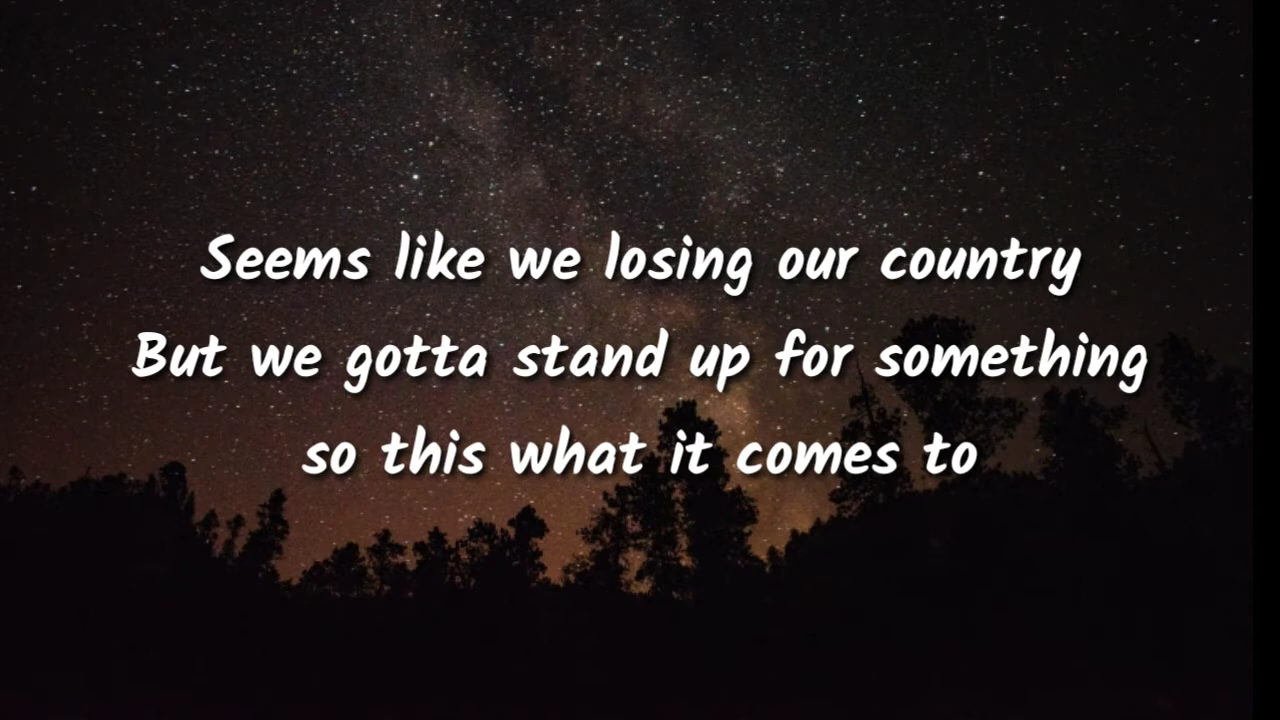 Seems like we losing our country
But we gotta stand up for something
so this what it comes to